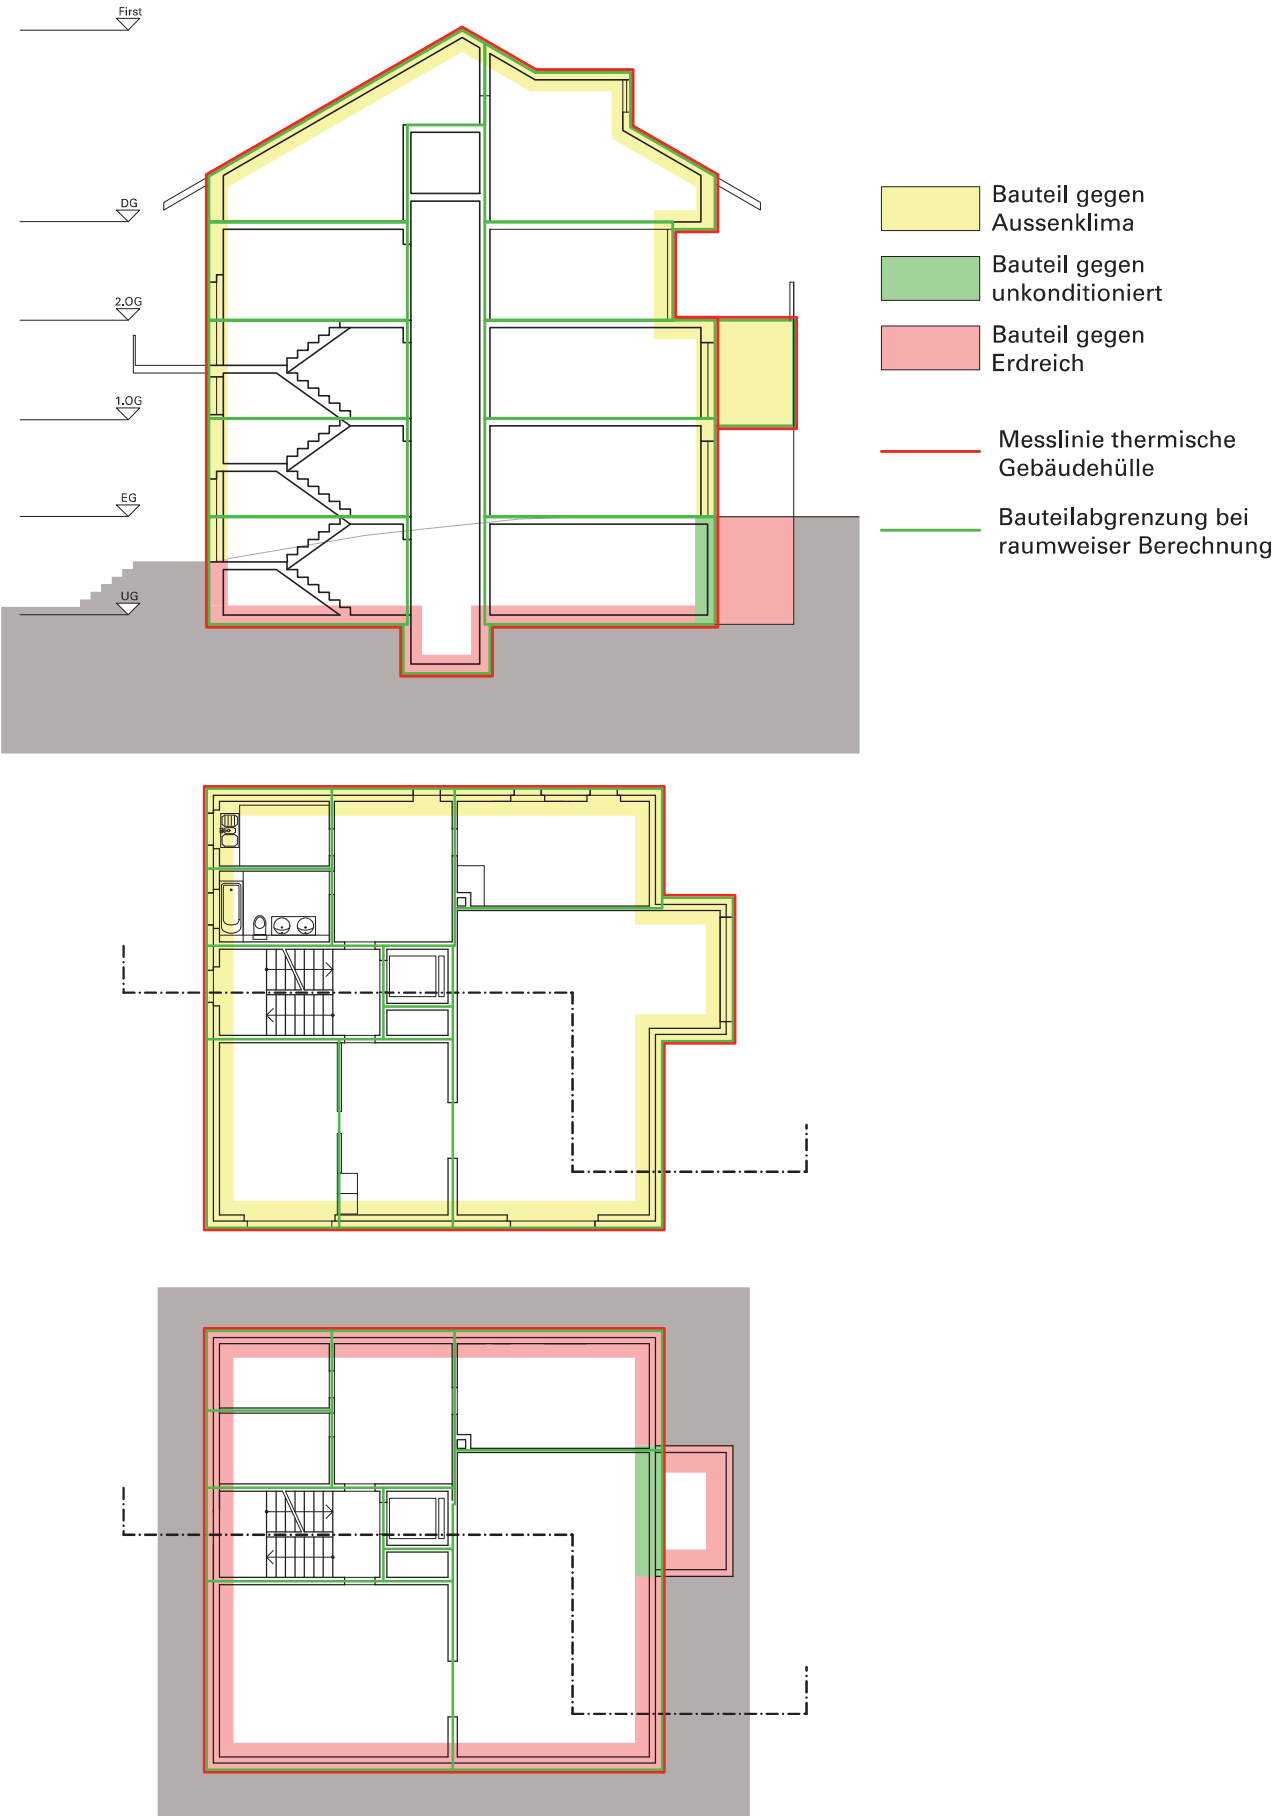 First
DG
2.OG
1.OG
EG
UG
Bauteil gegen
Aussenklima
Bauteil gegen
unkonditioniert
Bauteil gegen
Erdreich
Messlinie thermische
Gebäudehülle
Bauteilabgrenzung bei
raumweiser Berechnung